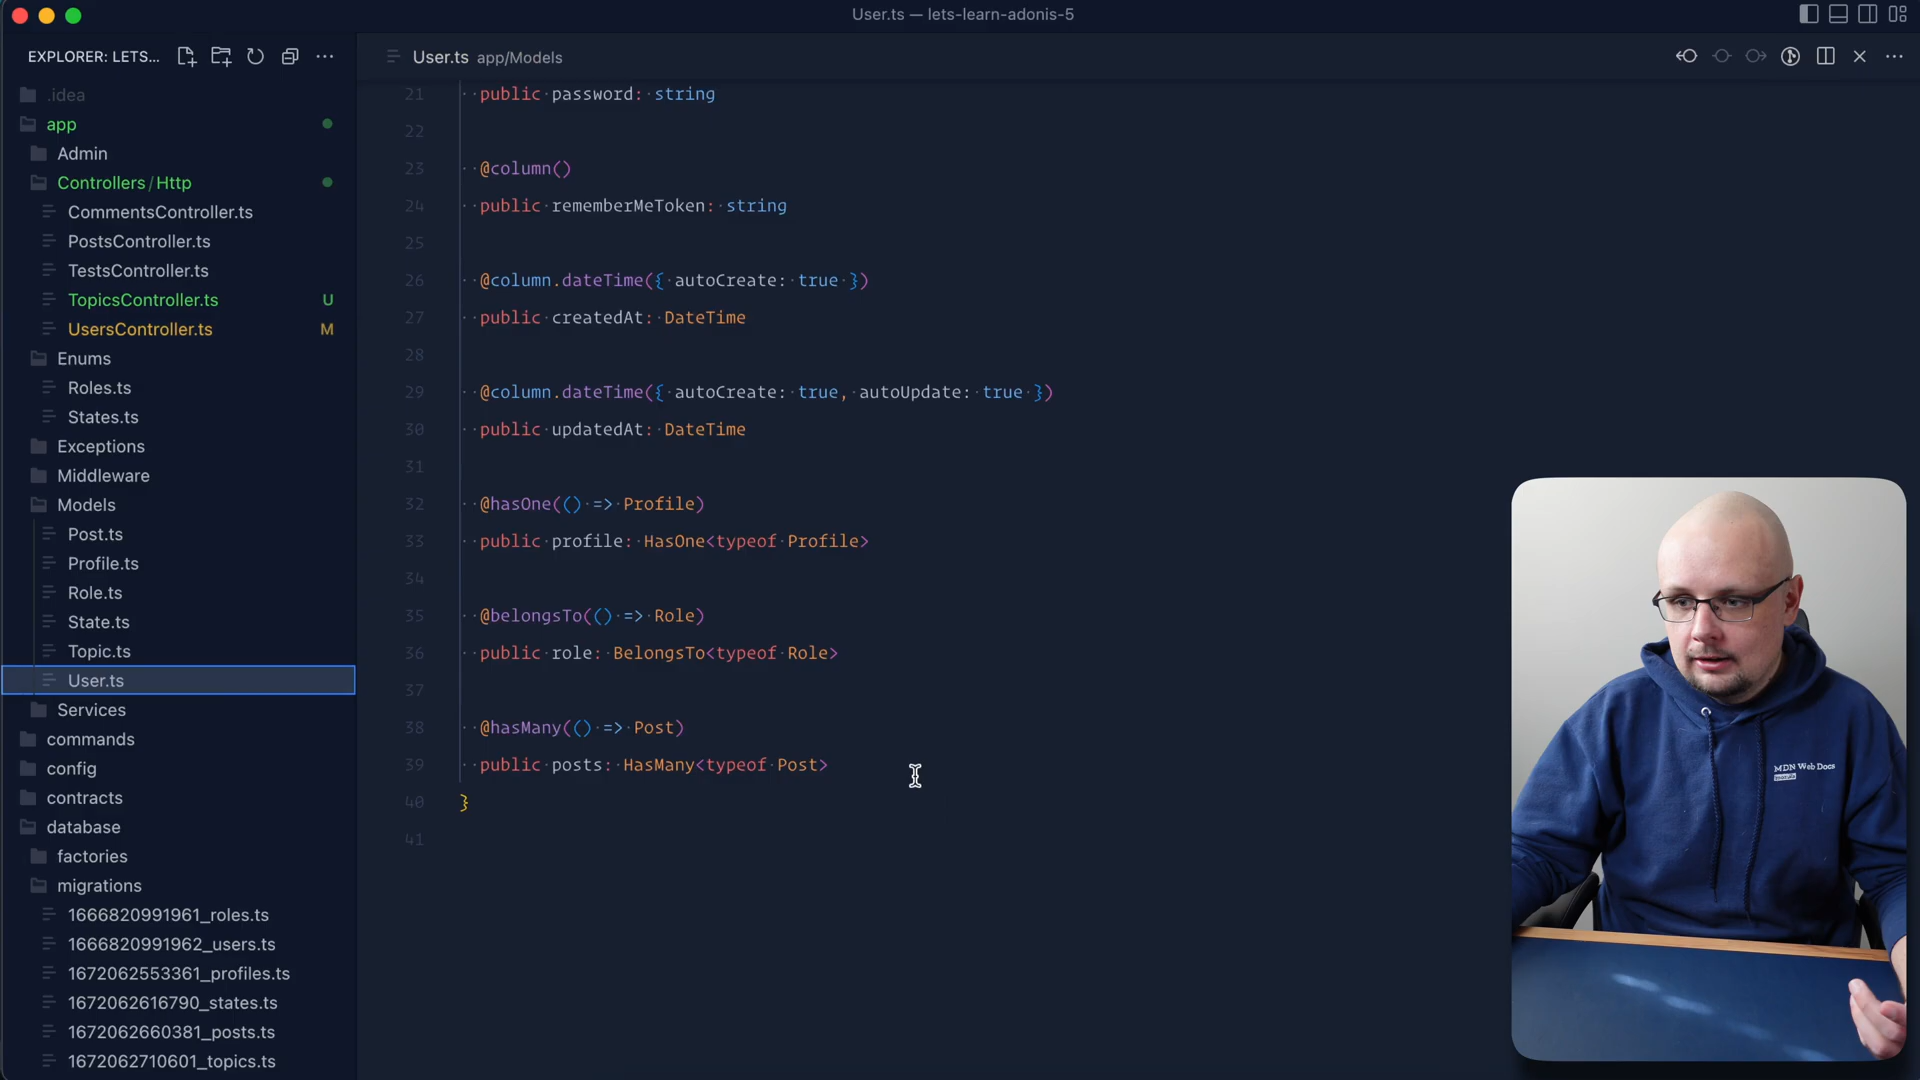 User.ts — lets-learn-adonis-5
EXPLORER: LETS...
User.ts app/Models
.idea
app
Admin
Controllers/Http
CommentsController.ts
PostsController.ts
TestsController.ts
TopicsController.ts U
UsersController.ts M
Enums
Roles.ts
States.ts
Exceptions
Middleware
Models
Post.ts
Profile.ts
Role.ts
State.ts
Topic.ts
User.ts
Services
commands
config
contracts
database
factories
migrations
1666820991961_roles.ts
1666820991962_users.ts
1672062553361_profiles.ts
1672062616790_states.ts
1672062660381_posts.ts
1672062710601_topics.ts
21 public password: string
22
23 @column()
24 public rememberMeToken: string
25
26 @column.dateTime({ autoCreate: true })
27 public createdAt: DateTime
28
29 @column.dateTime({ autoCreate: true, autoUpdate: true })
30 public updatedAt: DateTime
31
32 @hasOne(() => Profile)
33 public profile: HasOne<typeof Profile>
34
35 @belongsTo(() => Role)
36 public role: BelongsTo<typeof Role>
37
38 @hasMany(() => Post)
39 public posts: HasMany<typeof Post>
40 }
41
MDN Web Docs